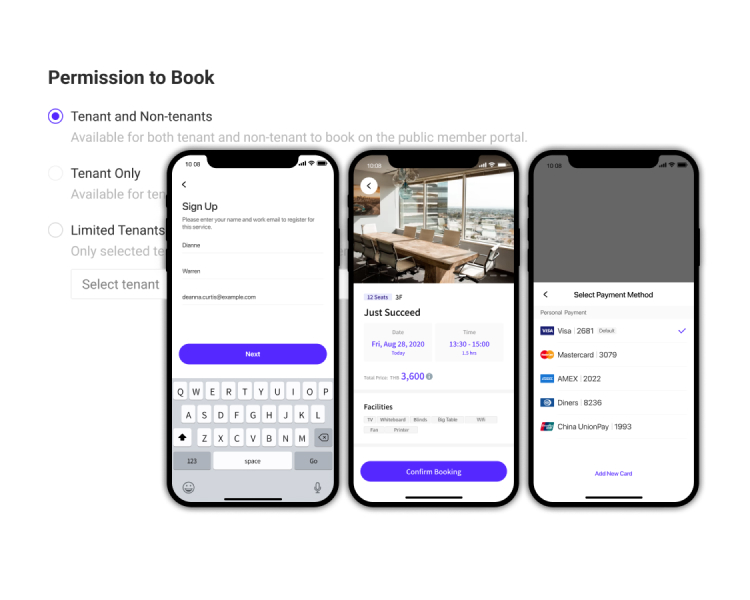 Permission to Book
Tenant and Non-tenants
Available for both tenant and non-tenant to book on the public member portal.
Tenant Only
Available for ten
Limited Tenants
Only selected te
Select tenant
10:08
Sign Up
Please enter your name and work email to register for
this service.
Dianne
Warren
deanna.curtis@example.com
Next
Q W E R T Y U I O P
A S D F G H J K L
Z X C V B N M
123 space Go
10:08
12 Seats 3F
Just Succeed
Date Time
Fri, Aug 28, 2020 13:30 - 15:00
Today 1.5 hrs
Total Price: THB 3,600
Facilities
TV Whiteboard Blinds Big Table Wifi
Fan Printer
Confirm Booking
10:08
Select Payment Method
Personal Payment
VISA Visa 2681 Default
Mastercard 3079
AMEX 2022
Diners 8236
China UnionPay 1993
Add New Card